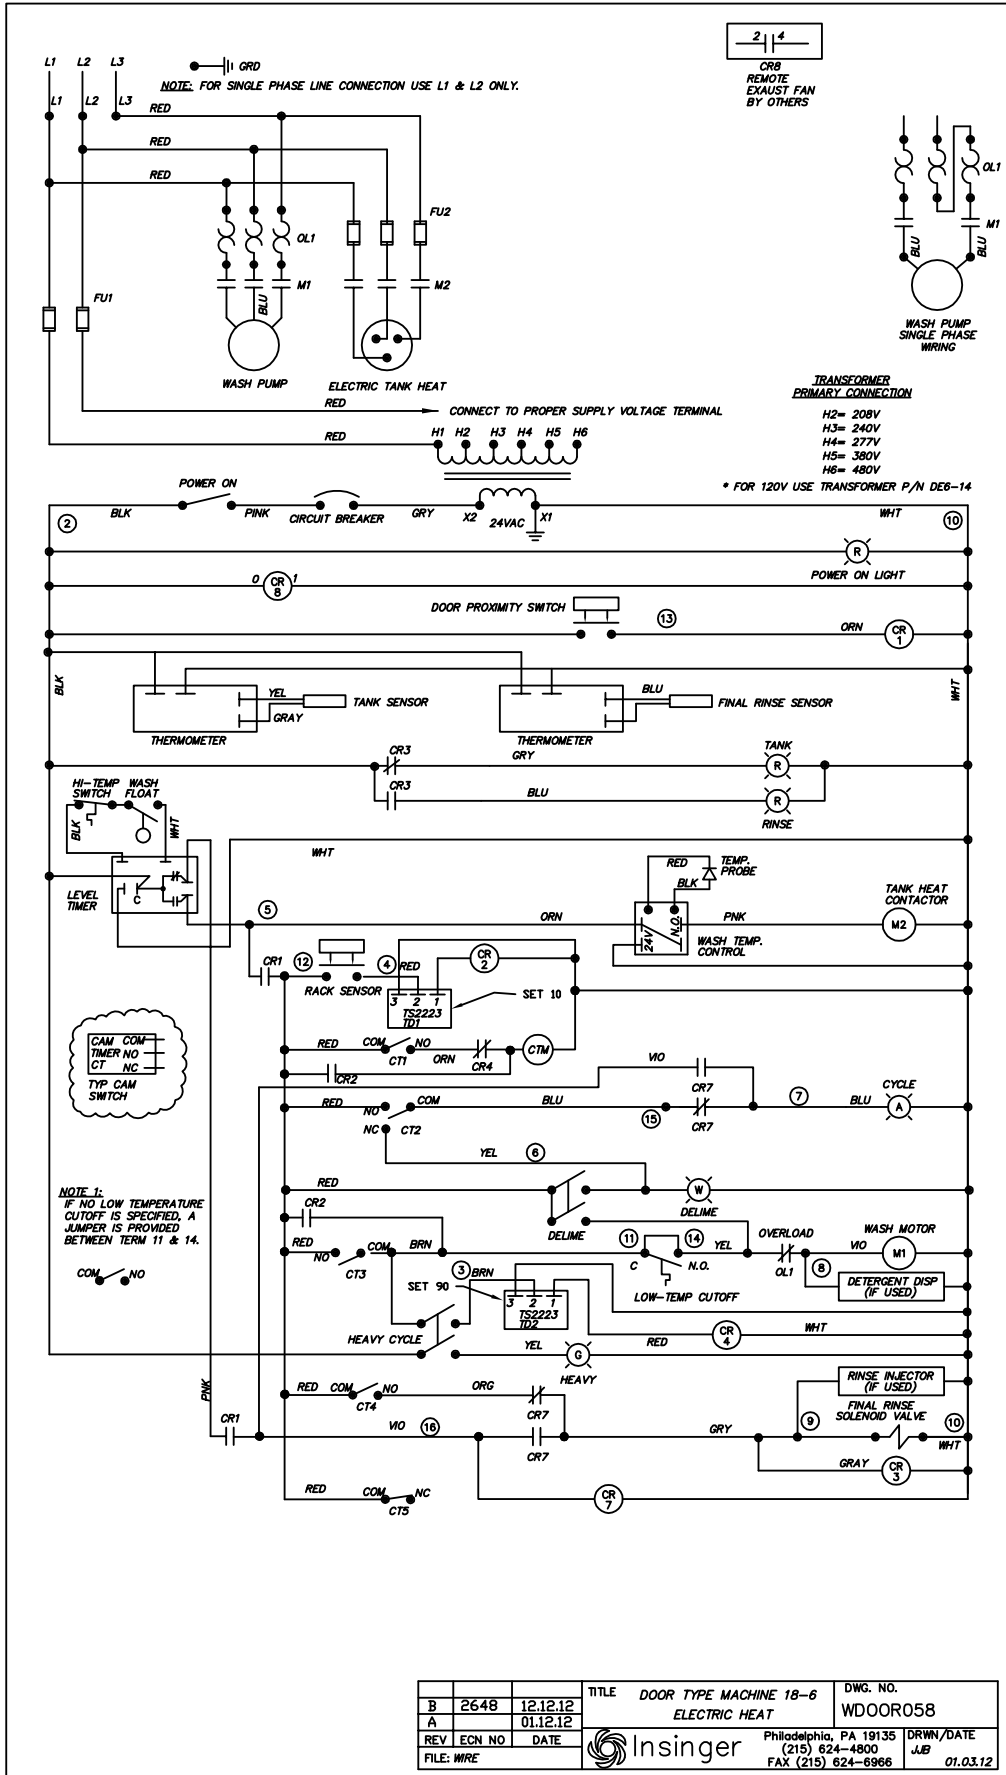 2 4
CR8
REMOTE
EXAUST FAN
BY OTHERS
L1 L2 L3
GRD
NOTE: FOR SINGLE PHASE LINE CONNECTION USE L1 & L2 ONLY.
L1 L2 L3
RED
RED
RED
OL1
FU2
M1
M2
BLU
FU1
WASH PUMP
ELECTRIC TANK HEAT
OL1
M1
BLU
BLU
WASH PUMP
SINGLE PHASE
WIRING
TRANSFORMER
PRIMARY CONNECTION
H2= 208V
H3= 240V
H4= 277V
H5= 380V
H6= 480V
* FOR 120V USE TRANSFORMER P/N DE6-14
RED
CONNECT TO PROPER SUPPLY VOLTAGE TERMINAL
RED
H1 H2 H3 H4 H5 H6
POWER ON
2
BLK
PINK
CIRCUIT BREAKER
GRY
X2
24VAC
X1
WHT
10
R
POWER ON LIGHT
0 CR 8 1
DOOR PROXIMITY SWITCH
13
ORN
CR 1
BLK
WHT
YEL
GRAY
TANK SENSOR
THERMOMETER
BLU
FINAL RINSE SENSOR
THERMOMETER
CR3
GRY
TANK
R
CR3
BLU
R
RINSE
HI-TEMP WASH
SWITCH FLOAT
BLK
WHT
LEVEL
TIMER
C
WHT
RED
BLK
TEMP.
PROBE
5
ORN
24V
N.O.
PNK
WASH TEMP.
CONTROL
TANK HEAT
CONTACTOR
M2
CR1
12
RACK SENSOR
4
RED
CR 2
3 2 1
TS2223
TD1
SET 10
CAM COM
TIMER NO
CT NC
TYP CAM
SWITCH
RED
COM
NO
CT1
ORN
CR4
CTM
CR2
VIO
CR7
RED
NO
COM
NC
CT2
BLU
15
CR7
7
BLU
CYCLE
A
YEL
6
NOTE 1:
IF NO LOW TEMPERATURE
CUTOFF IS SPECIFIED, A
JUMPER IS PROVIDED
BETWEEN TERM 11 & 14.
COM NO
RED
W
DELIME
DELIME
CR2
RED
NO
COM
CT3
BRN
11
C
14
N.O.
LOW-TEMP CUTOFF
YEL
OVERLOAD
OL1
8
VIO
WASH MOTOR
M1
DETERGENT DISP
(IF USED)
SET 90
3
BRN
3 2 1
TS2223
TD2
HEAVY CYCLE
RED
CR 4
WHT
YEL
G
HEAVY
PNK
RED
COM
NO
CT4
ORG
CR7
RINSE INJECTOR
(IF USED)
FINAL RINSE
SOLENOID VALVE
CR1
VIO
16
CR7
GRY
9
10
WHT
GRAY
CR 3
RED
COM
NC
CT5
CR 7
B 2648 12.12.12
A 01.12.12
REV ECN NO DATE
FILE: WIRE
TITLE DOOR TYPE MACHINE 18-6
ELECTRIC HEAT
DWG. NO.
WDOOR058
Insinger
Philadelphia, PA 19135
(215) 624-4800
FAX (215) 624-6966
DRWN/DATE
JJB
01.03.12